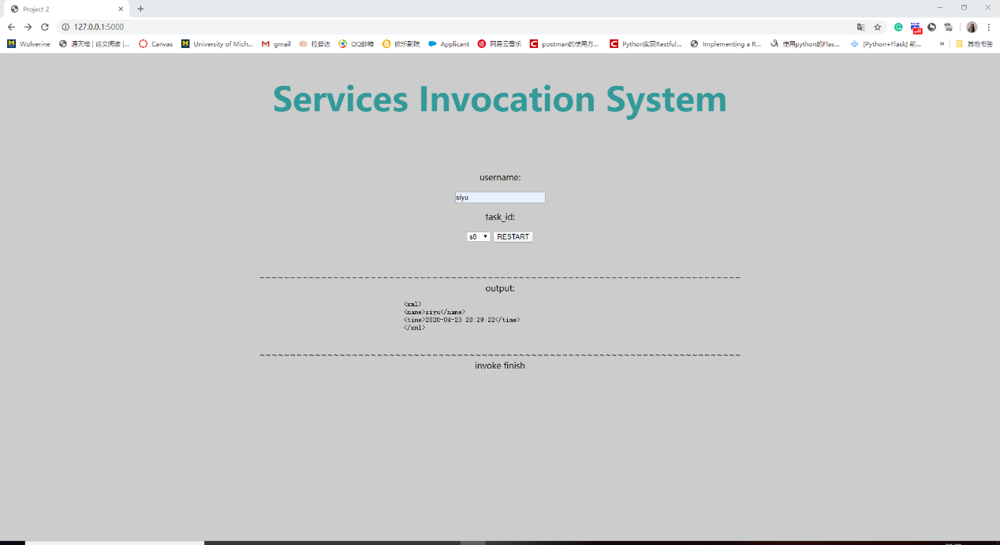 Project 2
127.0.0.1:5000
Wolverine 通天塔 | 论文阅读 |... Canvas University of Mich... gmail 拉普达 QQ邮箱 欧乐影院 Applicant 网易云音乐 postman的使用方... Python实现Restful... Implementing a R... 使用python的Flas... [Python+Flask] 前... » 其他书签
off
Services Invocation System
username:
siyu
task_id:
s8 RESTART
~~~~~~~~~~~~~~~~~~~~~~~~~~~~~~~~~~~~~~~~~~~~~~~~~~~~~~~~~~~~~~~~~~~~~~~~~~~~~~
output:
<xml>
<name>siyu</name>
<time>2020-04-23 20:29:22</time>
</xml>
~~~~~~~~~~~~~~~~~~~~~~~~~~~~~~~~~~~~~~~~~~~~~~~~~~~~~~~~~~~~~~~~~~~~~~~~~~~~~~
invoke finish